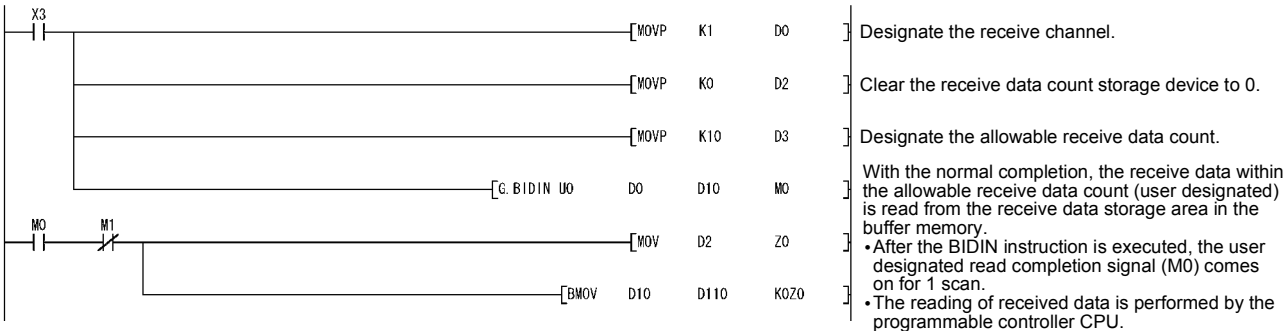 X3
[MOVP K1 D0 ] Designate the receive channel.
[MOVP K0 D2 ] Clear the receive data count storage device to 0.
[MOVP K10 D3 ] Designate the allowable receive data count.
With the normal completion, the receive data within
[G.BIDIN U0 D0 D10 M0 ] the allowable receive data count (user designated)
is read from the receive data storage area in the
buffer memory.
M0 M1
[MOV D2 Z0 ] •After the BIDIN instruction is executed, the user
designated read completion signal (M0) comes
on for 1 scan.
[BMOV D10 D110 K0Z0 ] •The reading of received data is performed by the
programmable controller CPU.